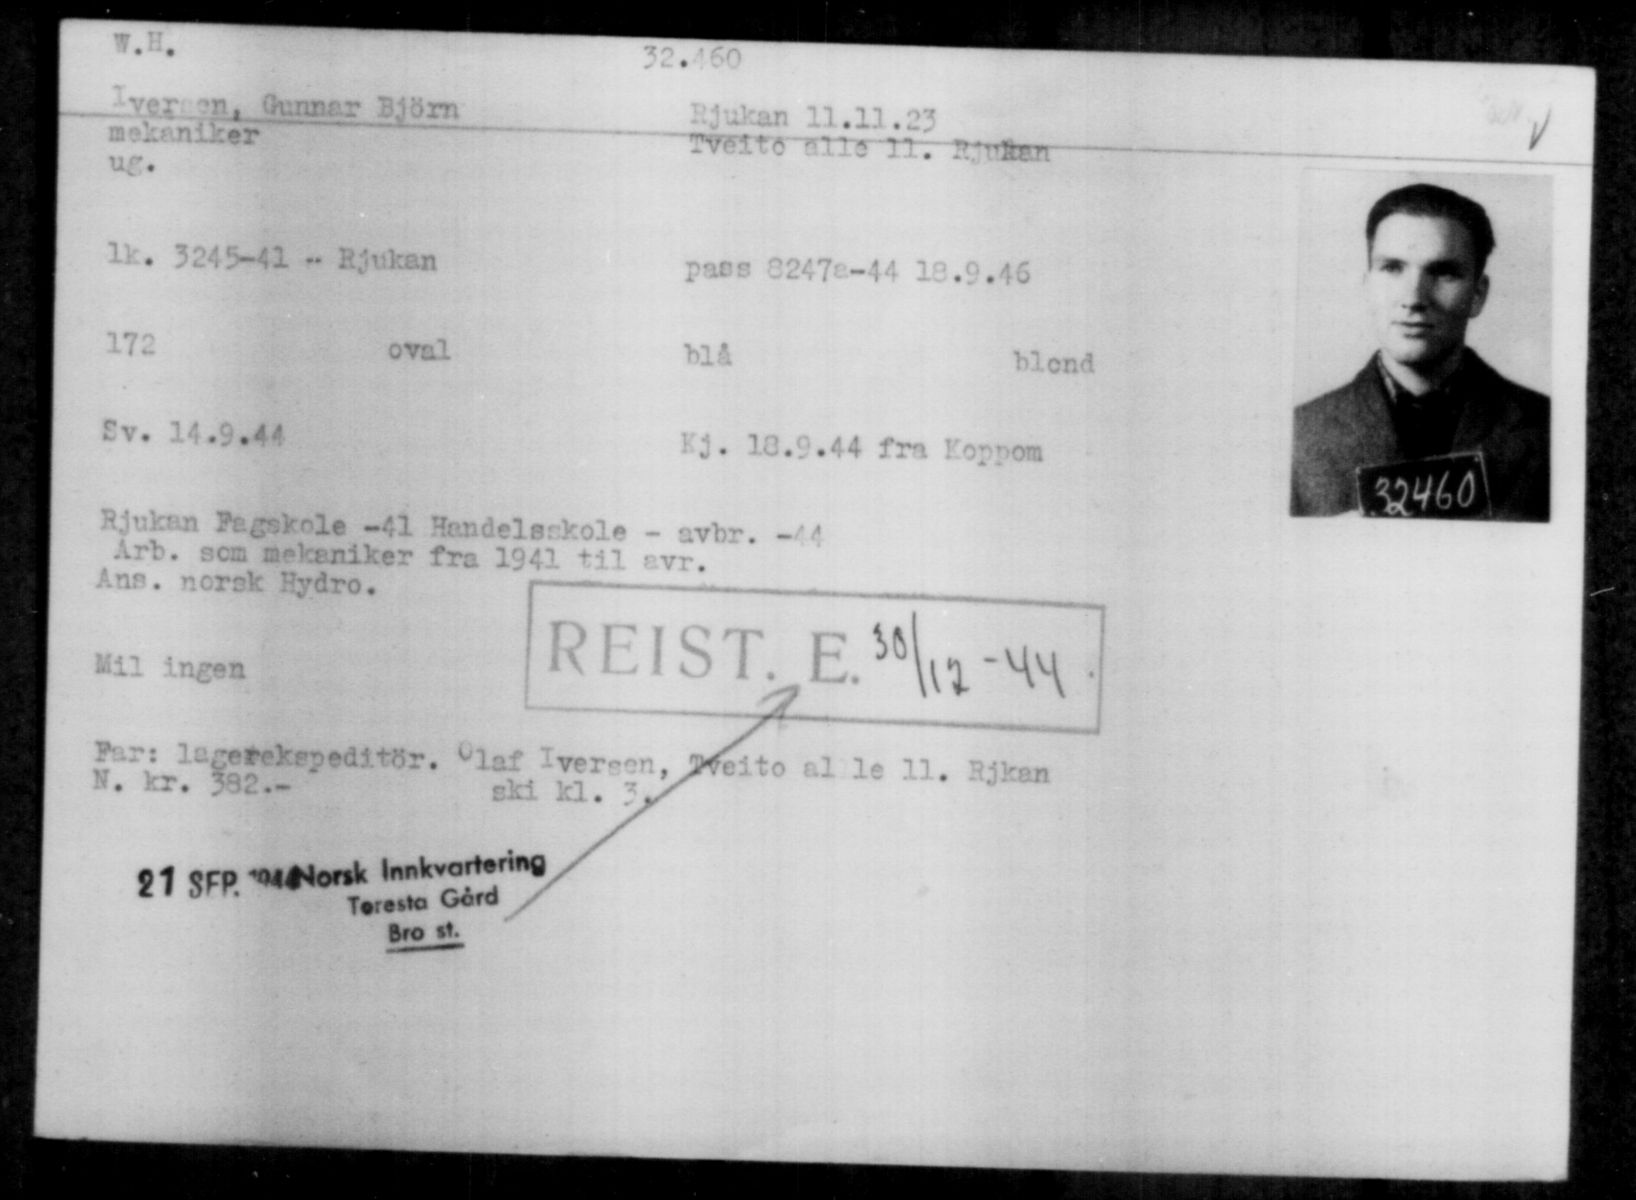 W.H.
32.460
Iversen, Gunnar Björn
Rjukan 11.11.23
mekaniker
Tveito alle 11. Rjukan
ug.
lk. 3245-41 -- Rjukan
pass 8247a-44 18.9.46
172 oval blå blond
Sv. 14.9.44
Kj. 18.9.44 fra Koppom
Rjukan Fagskole -41 Handelsskole - avbr. -44
Arb. som mekaniker fra 1941 til avr.
Ans. norsk Hydro.
REIST. E. 30/12-44.
Mil ingen
Far: lagerekspeditör. Olaf Iversen, Tveito al le 11. Rjkan
N. kr. 382.- ski kl. 3.
21 SEP. 1944 Norsk Innkvartering
Toresta Gård
Bro st.
32460